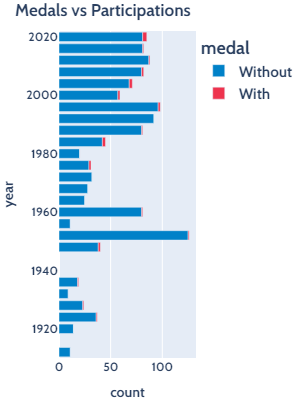 Medals vs Participations
medal
Without
With
2020
2000
1980
1960
1940
1920
year
0 50 100
count